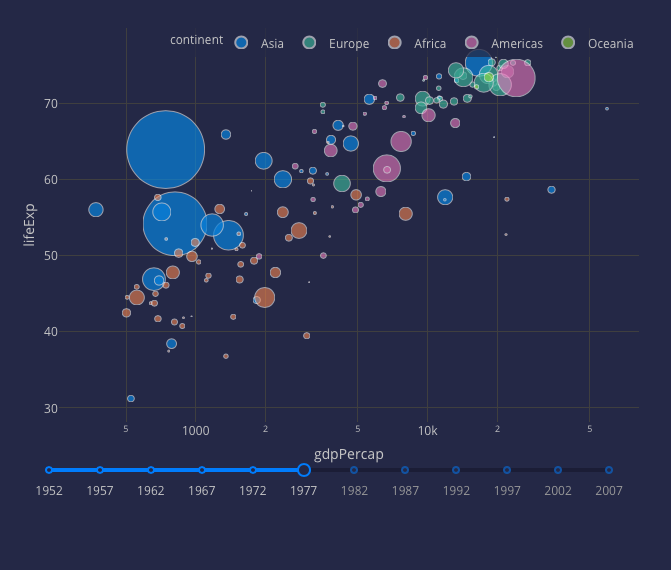 continent Asia Europe Africa Americas Oceania
70
60
lifeExp
50
40
30
5 1000 2 10k 2 5
gdpPercap
1952 1957 1962 1967 1972 1977 1982 1987 1992 1997 2002 2007